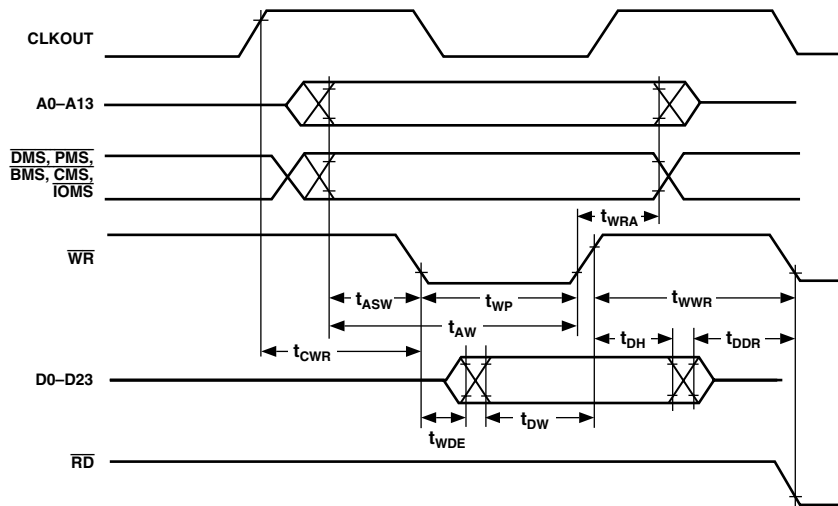 CLKOUT
A0–A13
DMS, PMS,
BMS, CMS,
IOMS
tWRA
WR
tASW
tWP
tWWR
tAW
tCWR
tDH
tDDR
D0–D23
tWDE
tDW
RD